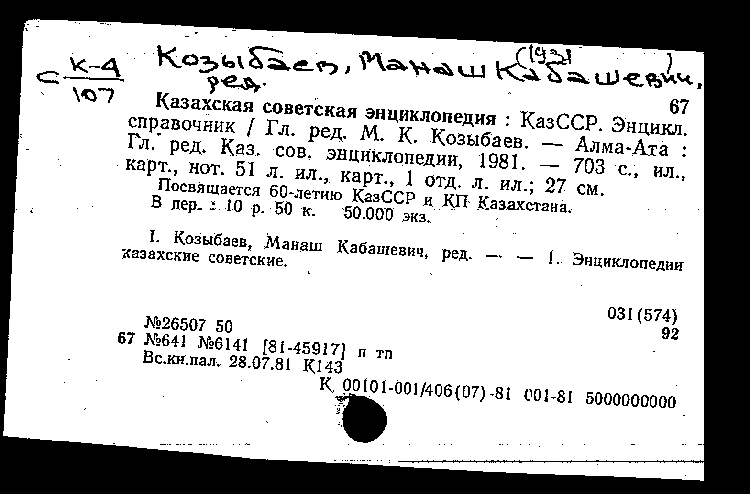 Козыбаев, Манаш Кабашевич,
(1931 )
С К-4
107
ред.
67
Казахская советская энциклопедия : КазССР. Энцикл.
справочник / Гл. ред. М. К. Козыбаев. — Алма-Ата :
Гл. ред. Каз. сов. энциклопедии, 1981. — 703 с., ил.,
карт., нот. 51 л. ил., карт., 1 отд. л. ил.; 27 см.
Посвящается 60-летию КазССР и КП Казахстана.
В пер. : 10 р. 50 к. 50.000 экз.
I. Козыбаев, Манаш Кабашевич, ред. — — 1. Энциклопедии
казахские советские.
031(574)
92
№26507 50
67 №641 №6141 [81-45917] п тп
Вс.кн.пал. 28.07.81 К143
К 00101-001/406(07)-81 001-81 5000000000